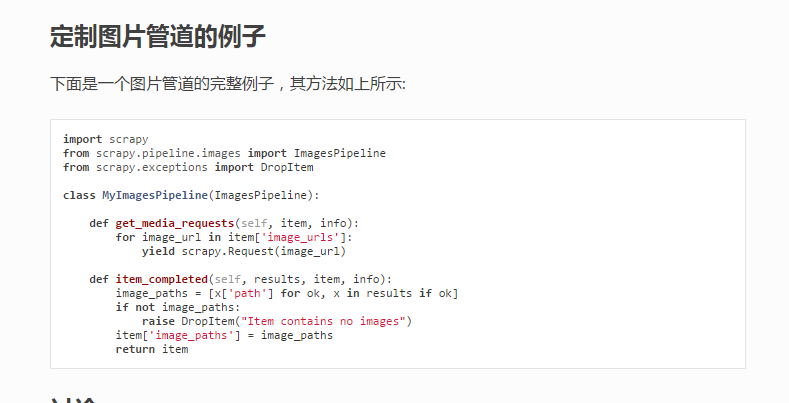 定制图片管道的例子
下面是一个图片管道的完整例子，其方法如上所示:
import scrapy
from scrapy.pipeline.images import ImagesPipeline
from scrapy.exceptions import DropItem
class MyImagesPipeline(ImagesPipeline):
    def get_media_requests(self, item, info):
        for image_url in item['image_urls']:
            yield scrapy.Request(image_url)
    def item_completed(self, results, item, info):
        image_paths = [x['path'] for ok, x in results if ok]
        if not image_paths:
            raise DropItem("Item contains no images")
        item['image_paths'] = image_paths
        return item